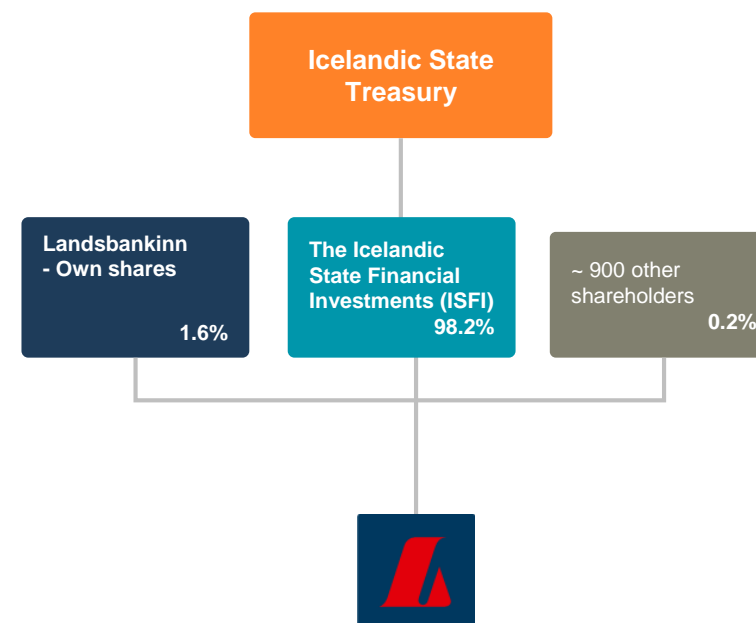 Icelandic State
Treasury
Landsbankinn
- Own shares
1.6%
The Icelandic
State Financial
Investments (ISFI)
98.2%
~ 900 other
shareholders
0.2%